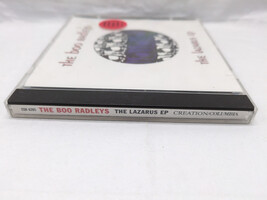 the boo radleys
the lazarus ep
THE BOO RADLEYS THE LAZARUS EP CREATION/COLUMBIA